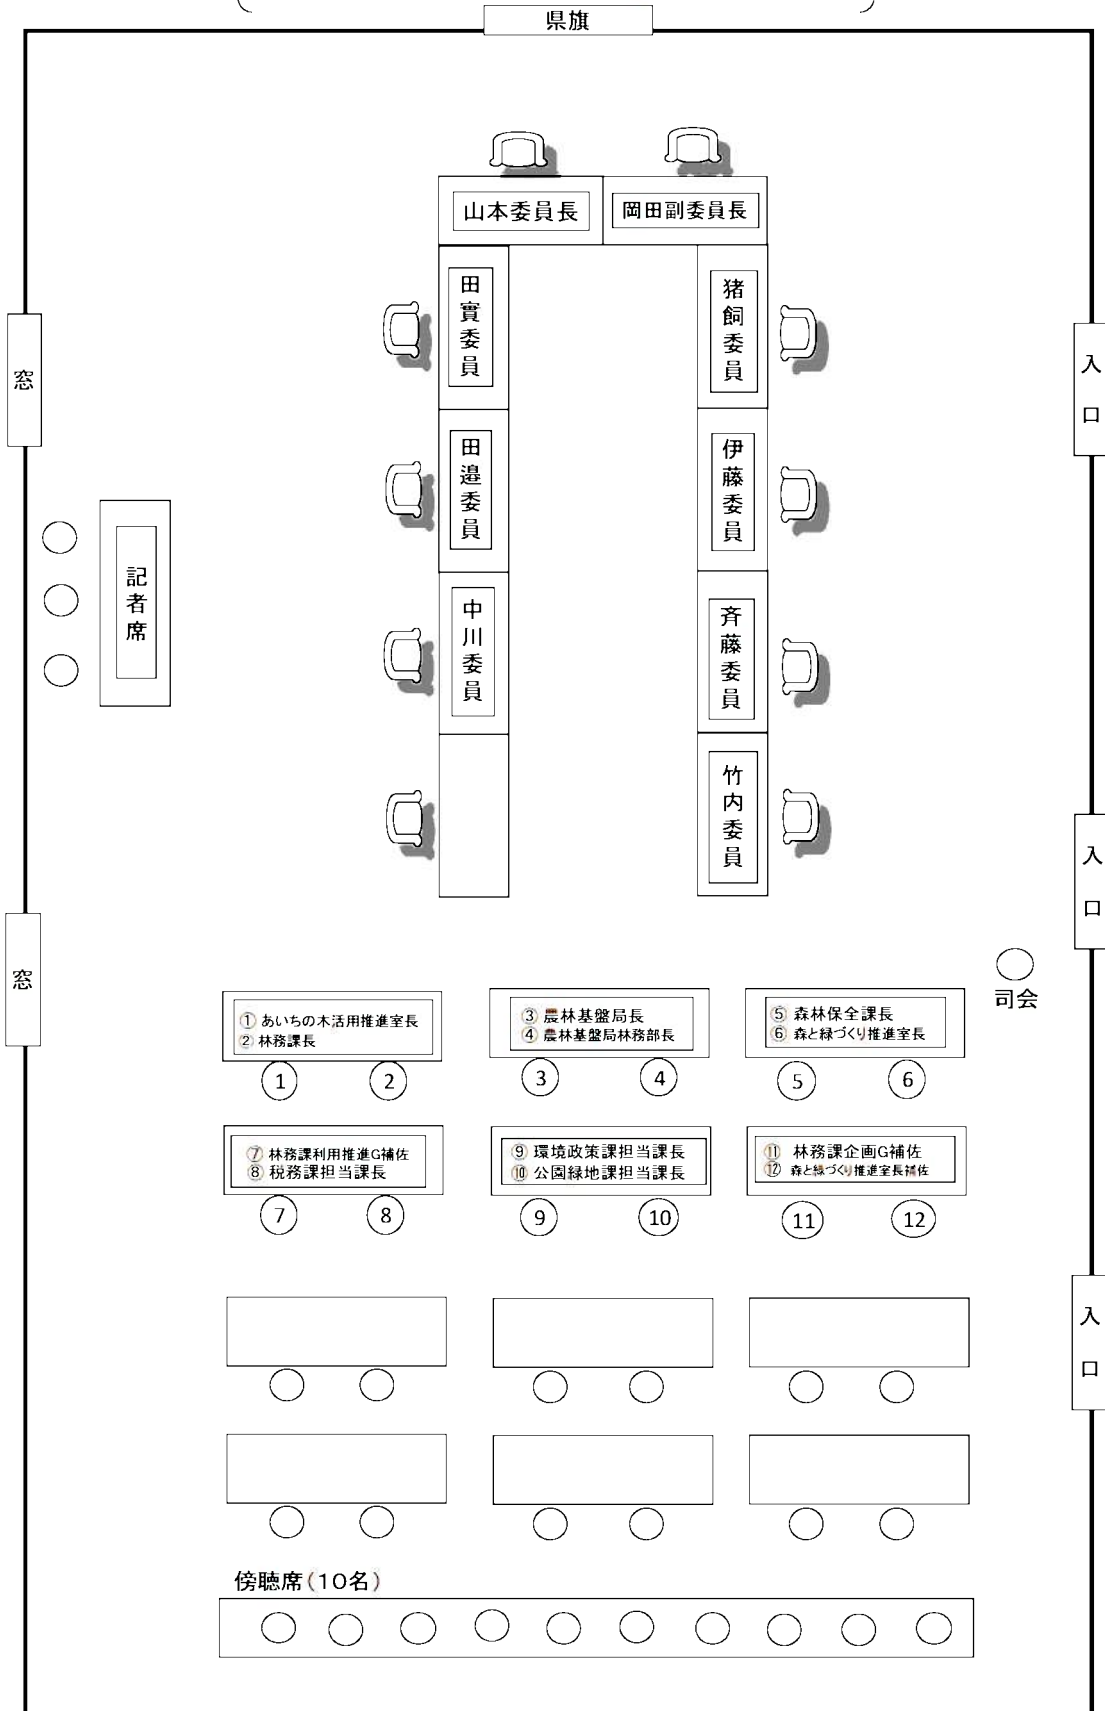 県旗
山本委員長
岡田副委員長
田實委員
猪飼委員
窓
入口
田邉委員
伊藤委員
記者席
中川委員
斉藤委員
竹内委員
入口
窓
司会
① あいちの木活用推進室長
② 林務課長
③ 農林基盤局長
④ 農林基盤局林務部長
⑤ 森林保全課長
⑥ 森と緑づくり推進室長
1
2
3
4
5
6
⑦ 林務課利用推進G補佐
⑧ 税務課担当課長
⑨ 環境政策課担当課長
⑩ 公園緑地課担当課長
⑪ 林務課企画G補佐
⑫ 森と緑づくり推進室長補佐
7
8
9
10
11
12
入口
傍聴席(10名)